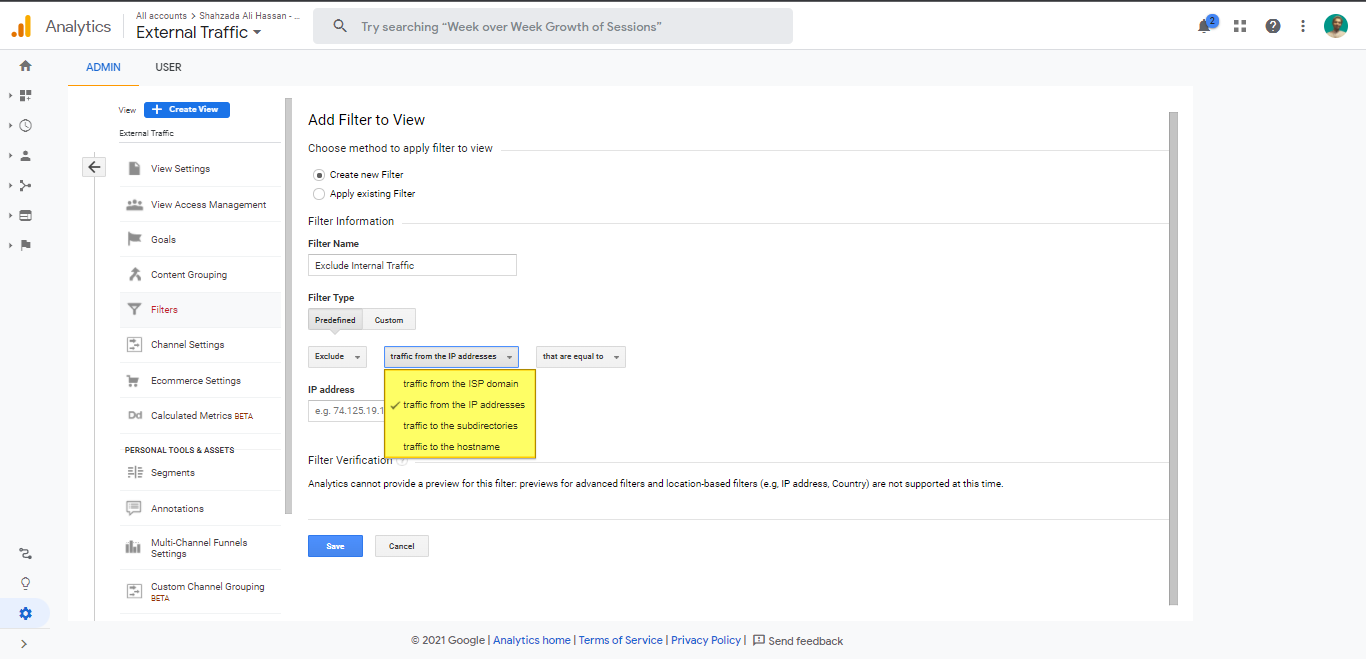 Analytics
All accounts > Shahzada Ali Hassan - ...
External Traffic
Try searching “Week over Week Growth of Sessions”
2
ADMIN
USER
View
+ Create View
External Traffic
View Settings
View Access Management
Goals
Content Grouping
Filters
Channel Settings
Ecommerce Settings
Dd Calculated Metrics BETA
PERSONAL TOOLS & ASSETS
Segments
Annotations
Multi-Channel Funnels
Settings
Custom Channel Grouping
BETA
Add Filter to View
Choose method to apply filter to view
Create new Filter
Apply existing Filter
Filter Information
Filter Name
Exclude Internal Traffic
Filter Type
Predefined Custom
Exclude traffic from the IP addresses that are equal to
traffic from the ISP domain
traffic from the IP addresses
traffic to the subdirectories
traffic to the hostname
IP address
e.g. 74.125.19.1
Filter Verification
Analytics cannot provide a preview for this filter: previews for advanced filters and location-based filters (e.g, IP address, Country) are not supported at this time.
Save Cancel
© 2021 Google | Analytics home | Terms of Service | Privacy Policy | Send feedback